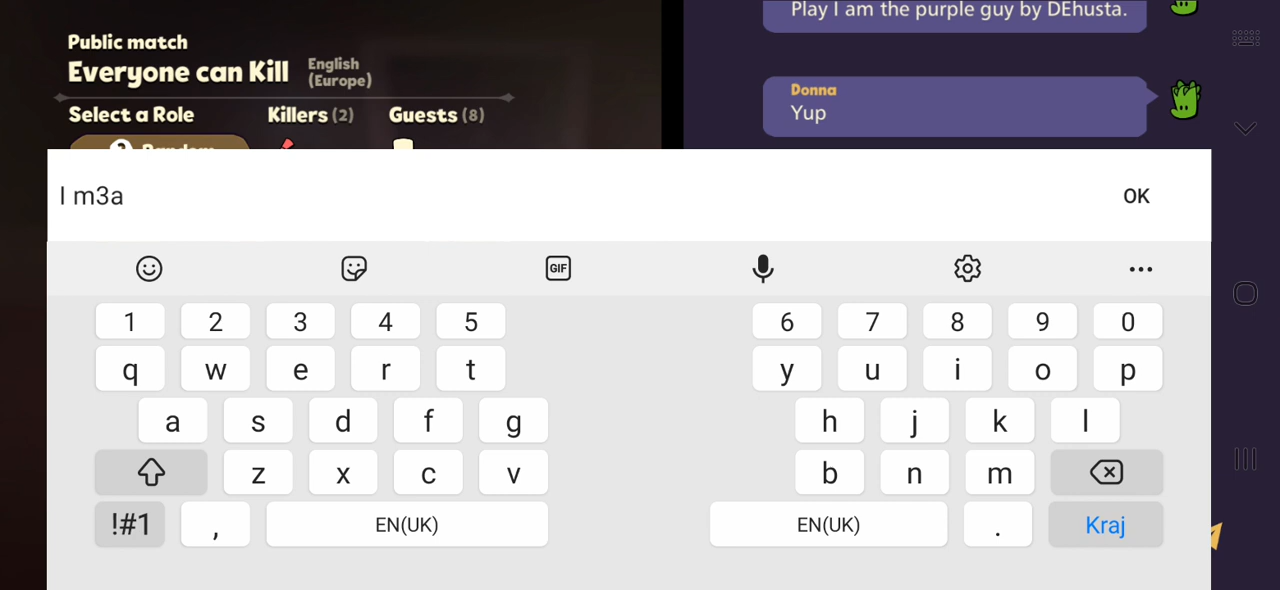 Public match
Everyone can Kill
English
(Europe)
Select a Role
Killers (2)
Guests (8)
Random
Play I am the purple guy by DEhusta.
Donna
Yup
I m3a
OK
GIF
1 2 3 4 5 6 7 8 9 0
q w e r t y u i o p
a s d f g h j k l
z x c v b n m
!#1 , EN(UK) EN(UK) . Kraj